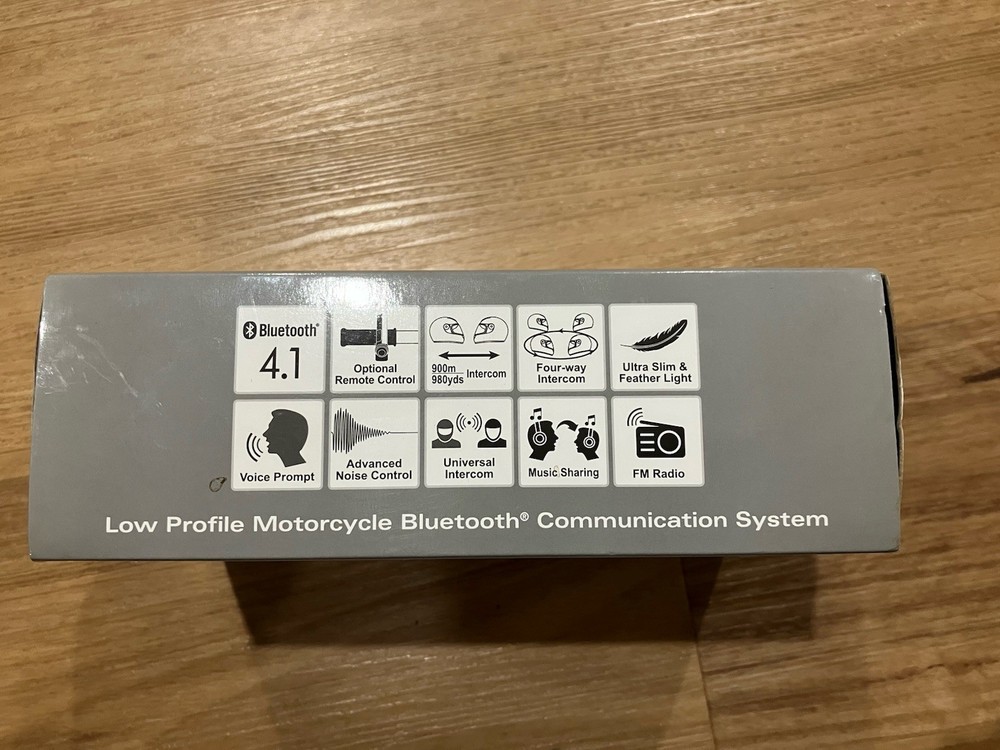 Bluetooth®
4.1
Optional
Remote Control
900m
980yds
Intercom
Four-way
Intercom
Ultra Slim &
Feather Light
Voice Prompt
Advanced
Noise Control
Universal
Intercom
Music Sharing
FM Radio
Low Profile Motorcycle Bluetooth® Communication System